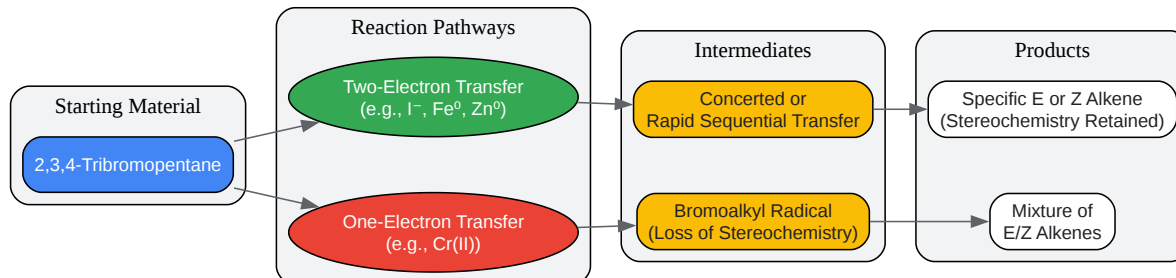 Starting Material
2,3,4-Tribromopentane
Reaction Pathways
Two-Electron Transfer
(e.g., I⁻, Fe⁰, Zn⁰)
One-Electron Transfer
(e.g., Cr(II))
Intermediates
Concerted or
Rapid Sequential Transfer
Bromoalkyl Radical
(Loss of Stereochemistry)
Products
Specific E or Z Alkene
(Stereochemistry Retained)
Mixture of
E/Z Alkenes